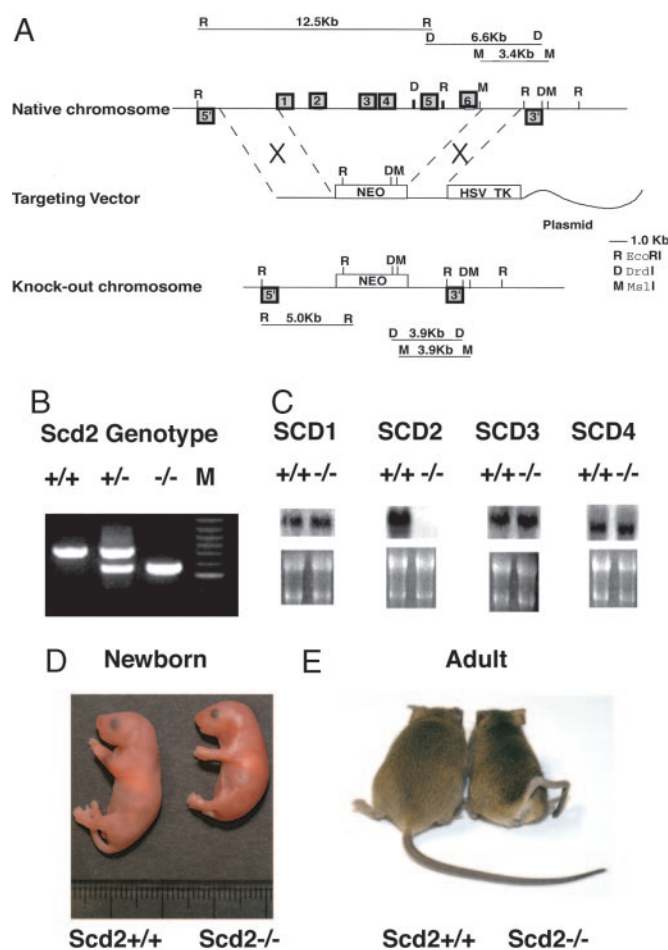 A
R 12.5Kb R
D 6.6Kb D
M 3.4Kb M
R 1 2 3 4 D 5 R 6 M R DM R
Native chromosome
5' 3'
X X
R DM
Targeting Vector NEO HSV TK
Plasmid
1.0 Kb
R EcoRI
D DrdI
M MslI
R DM
Knock-out chromosome R NEO R DM R
5' 3'
R 5.0Kb R D 3.9Kb D
M 3.9Kb M
B
Scd2 Genotype
+/+ +/- -/- M
C
SCD1 SCD2 SCD3 SCD4
+/+ -/- +/+ -/- +/+ -/- +/+ -/-
D Newborn
Scd2+/+ Scd2-/-
E Adult
Scd2+/+ Scd2-/-